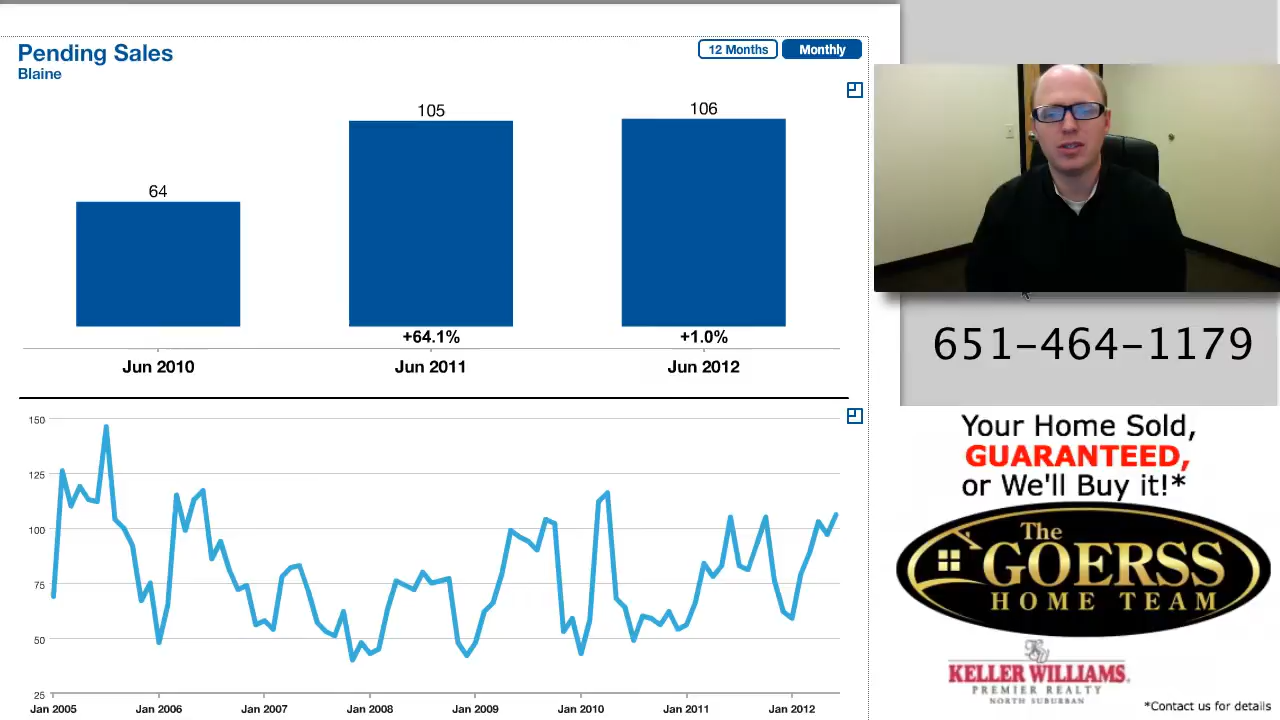 Pending Sales
Blaine
12 Months
Monthly
64
105
106
+64.1%
+1.0%
Jun 2010
Jun 2011
Jun 2012
150
125
100
75
50
25
Jan 2005
Jan 2006
Jan 2007
Jan 2008
Jan 2009
Jan 2010
Jan 2011
Jan 2012
651-464-1179
Your Home Sold,
GUARANTEED,
or We'll Buy it!*
The
GOERSS
HOME TEAM
KW
KELLER WILLIAMS.
PREMIER REALTY
NORTH SUBURBAN
*Contact us for details